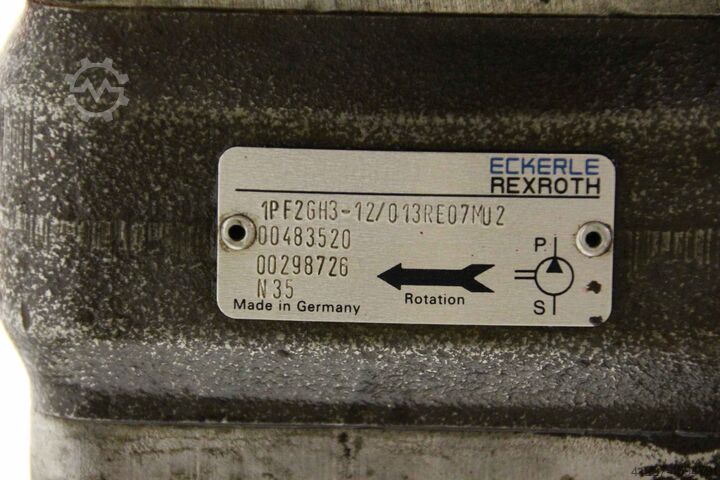 ECKERLE
REXROTH
1PF2GH3-12/013RE07MU2
00483520
00298726
N35
Made in Germany
Rotation
P
S